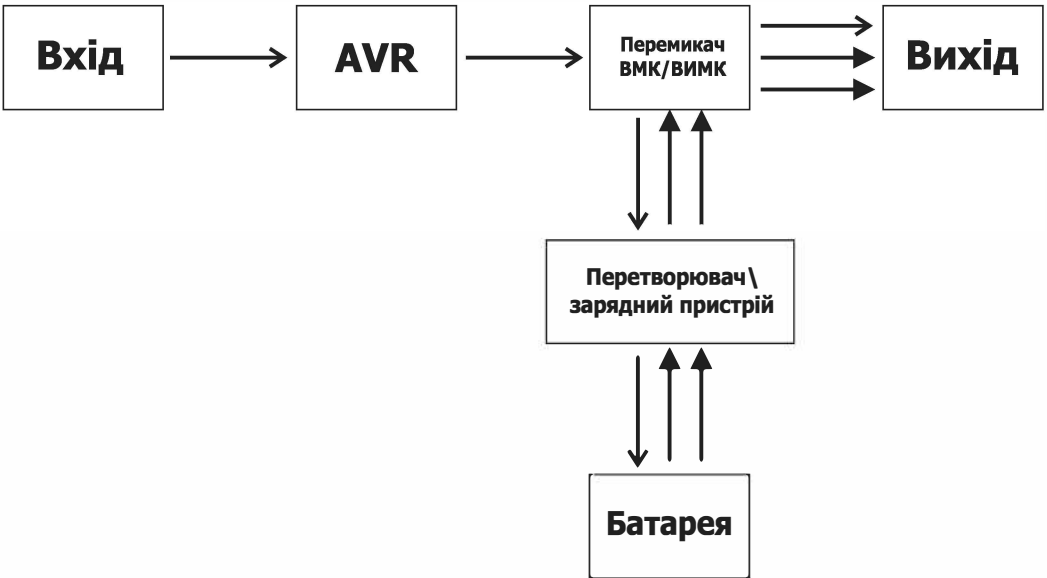 Вхід
AVR
Перемикач
ВМК/ВИМК
Вихід
Перетворювач\
зарядний пристрій
Батарея